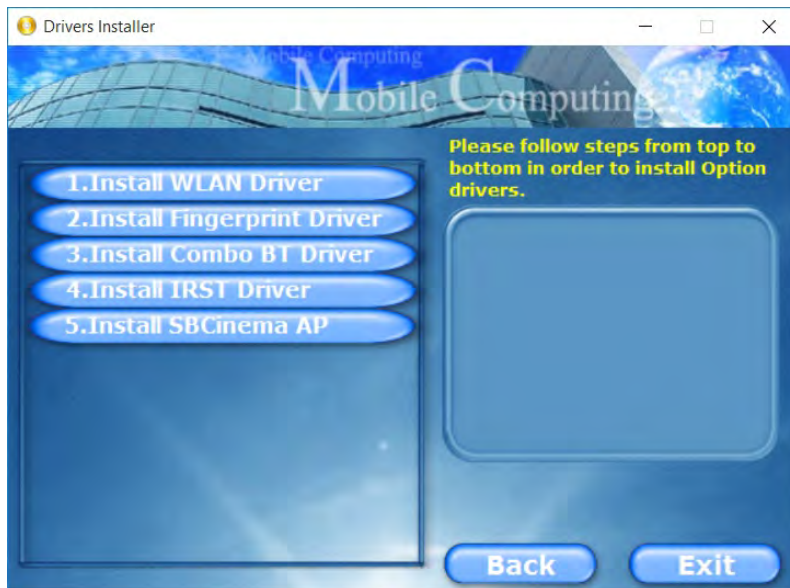 Drivers Installer
Mobile Computing
Mobile Computing
Please follow steps from top to
bottom in order to install Option
drivers.
1.Install WLAN Driver
2.Install Fingerprint Driver
3.Install Combo BT Driver
4.Install IRST Driver
5.Install SBCinema AP
Back
Exit